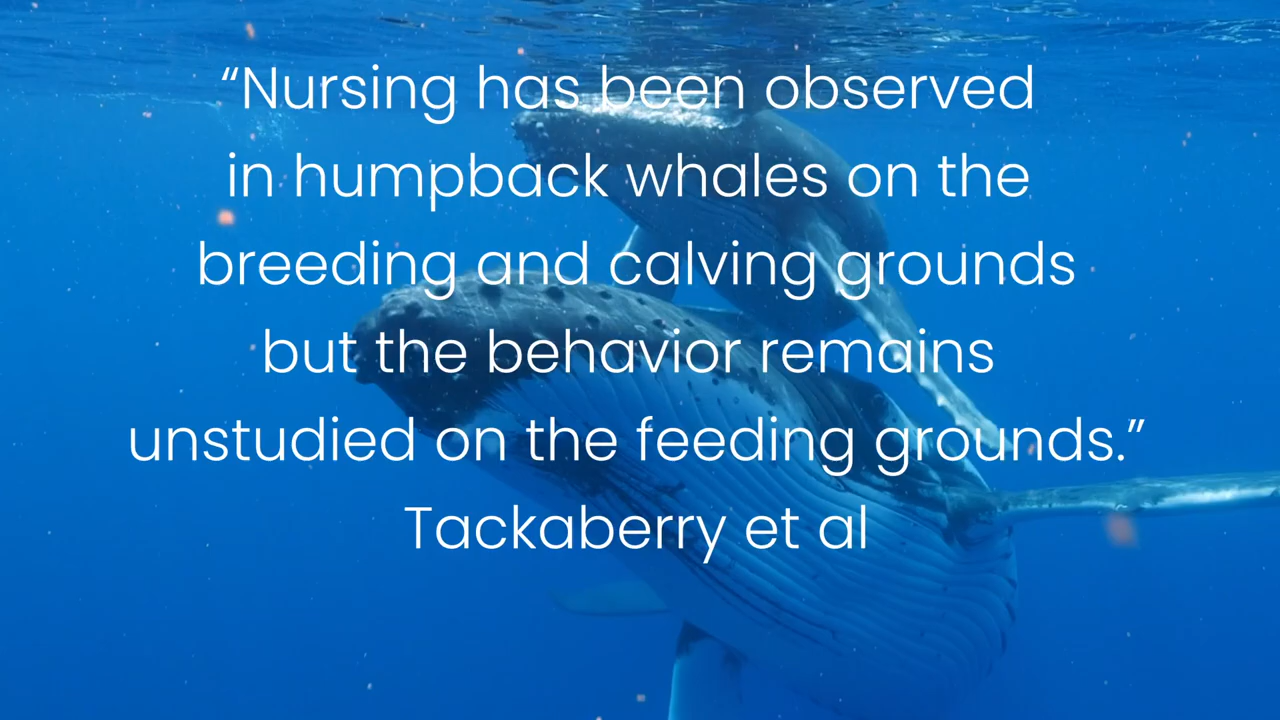 “Nursing has been observed
in humpback whales on the
breeding and calving grounds
but the behavior remains
unstudied on the feeding grounds.”
Tackaberry et al